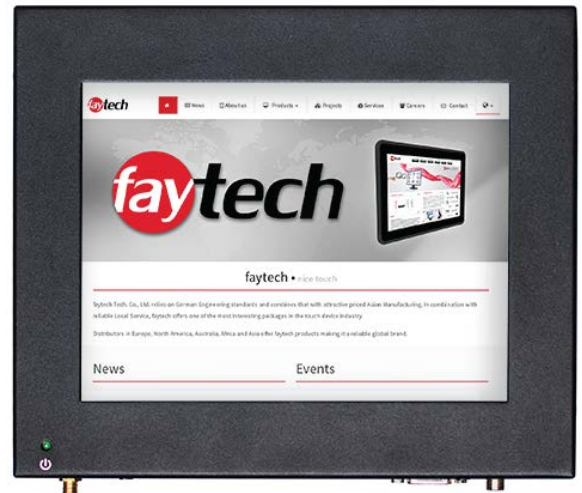 faytech
News
About us
Products
Projects
Services
Careers
Contact
faytech
faytech • nice touch
faytech Tech. Co., Ltd. relies on German Engineering standards and combines that with attractive priced Asian Manufacturing. In combination with
reliable Local Service, faytech offers one of the most interesting packages in the touch device industry.
Distributors in Europe, North America, Australia, Africa and Asia offer faytech products making it a reliable global brand.
News
Events